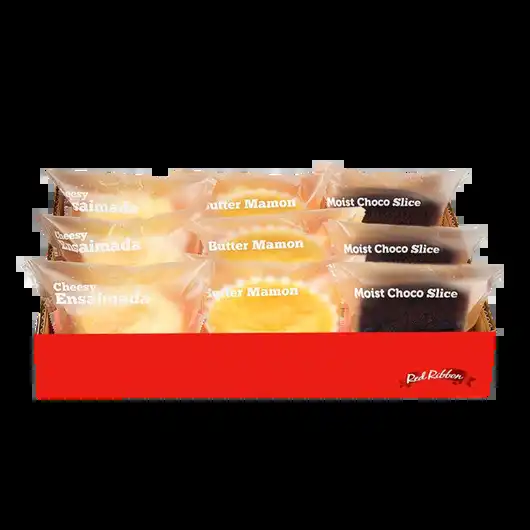 Cheesy
Ensaimada
Butter Mamon
Moist Choco Slice
Cheesy
Ensaimada
Butter Mamon
Moist Choco Slice
Cheesy
Ensaimada
Butter Mamon
Moist Choco Slice
Red Ribbon